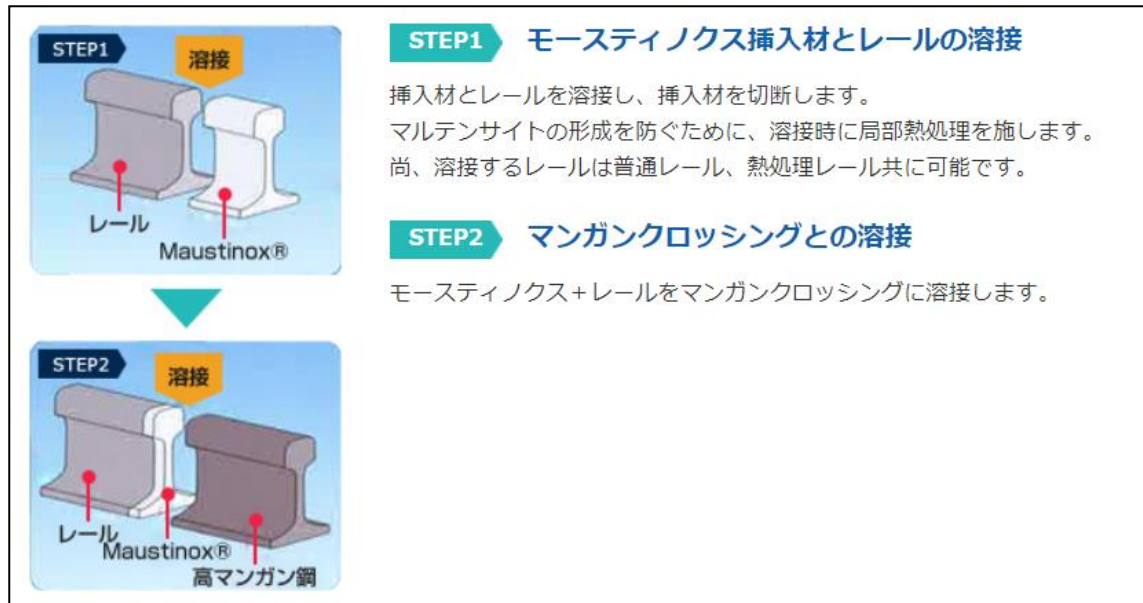 STEP1
溶接
レール
Maustinox®
STEP2
溶接
レール
Maustinox®
高マンガン鋼
STEP1 モースティノクス挿入材とレールの溶接
挿入材とレールを溶接し、挿入材を切断します。
マルテンサイトの形成を防ぐために、溶接時に局部熱処理を施します。
尚、溶接するレールは普通レール、熱処理レール共に可能です。
STEP2 マンガンクロッシングとの溶接
モースティノクス+レールをマンガンクロッシングに溶接します。